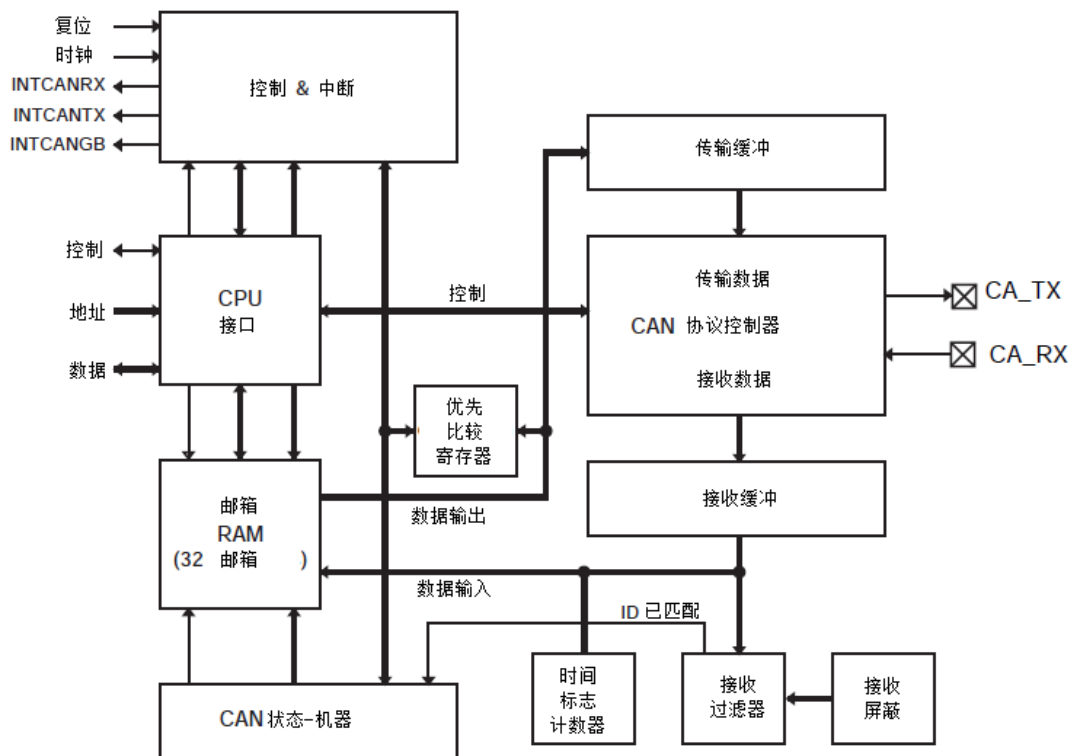 复位
时钟
INTCANRX
INTCANTX
INTCANGB
控制 & 中断
传输缓冲
控制
地址
数据
CPU
接口
控制
传输数据
CAN 协议控制器
接收数据
CA_TX
CA_RX
优先
比较
寄存器
邮箱
RAM
(32 邮箱 )
数据输出
接收缓冲
数据输入
ID 已匹配
CAN 状态-机器
时间
标志
计数器
接收
过滤器
接收
屏蔽